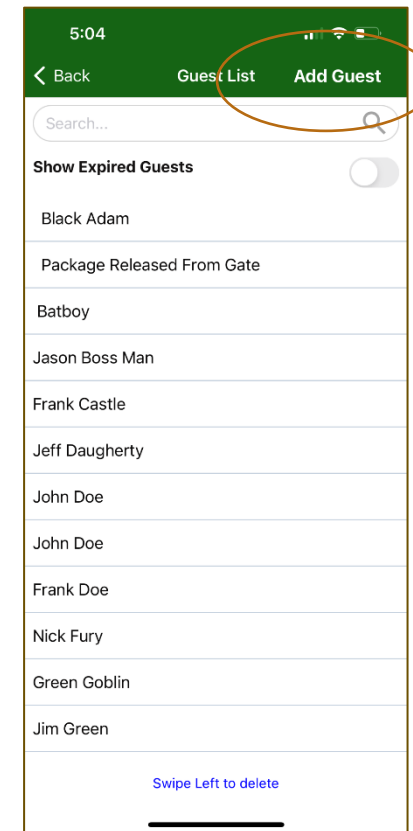 5:04
Back Guest List Add Guest
Search...
Show Expired Guests
Black Adam
Package Released From Gate
Batboy
Jason Boss Man
Frank Castle
Jeff Daugherty
John Doe
John Doe
Frank Doe
Nick Fury
Green Goblin
Jim Green
Swipe Left to delete